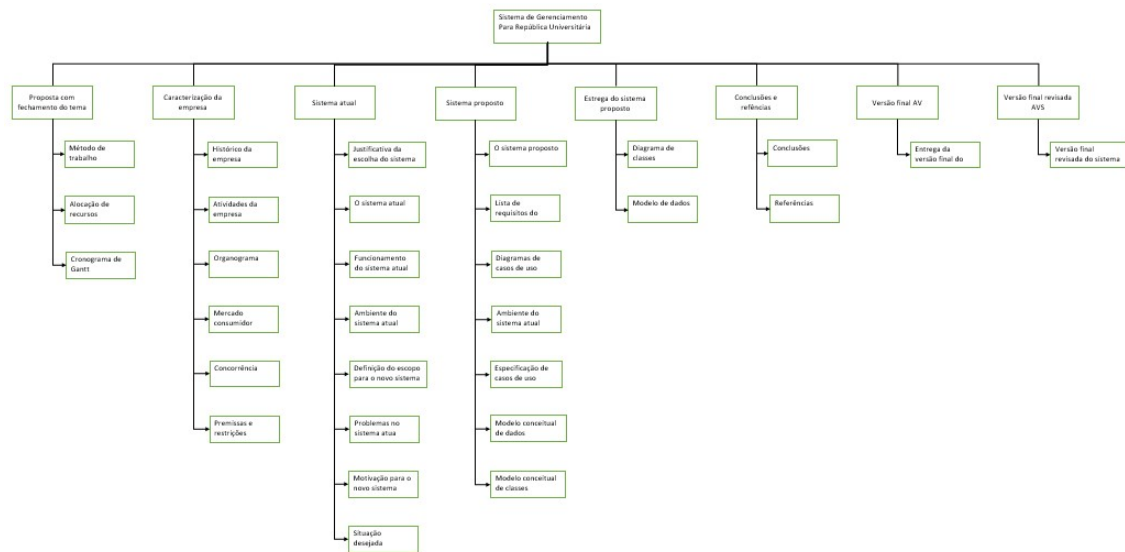 Sistema de Gerenciamento
Para República Universitária
Proposta com
fechamento do tema
Caracterização da
empresa
Sistema atual
Sistema proposto
Estrega do sistema
proposto
Conclusões e
refências
Versão final AV
Versão final revisada
AVS
Método de
trabalho
Alocação de
recursos
Cronograma de
Gantt
Histórico da
empresa
Atividades da
empresa
Organograma
Mercado
consumidor
Concorrência
Premissas e
restrições
Justificativa da
escolha do sistema
O sistema atual
Funcionamento
do sistema atual
Ambiente do
sistema atual
Definição do escopo
para o novo sistema
Problemas no
sistema atua
Motivação para o
novo sistema
Situação
desejada
O sistema proposto
Lista de
requisitos do
Diagramas de
casos de uso
Ambiente do
sistema atual
Especificação de
casos de uso
Modelo conceitual
de dados
Modelo conceitual
de classes
Diagrama de
classes
Modelo de dados
Conclusões
Referências
Entrega da
versão final do
Versão final
revisada do sistema